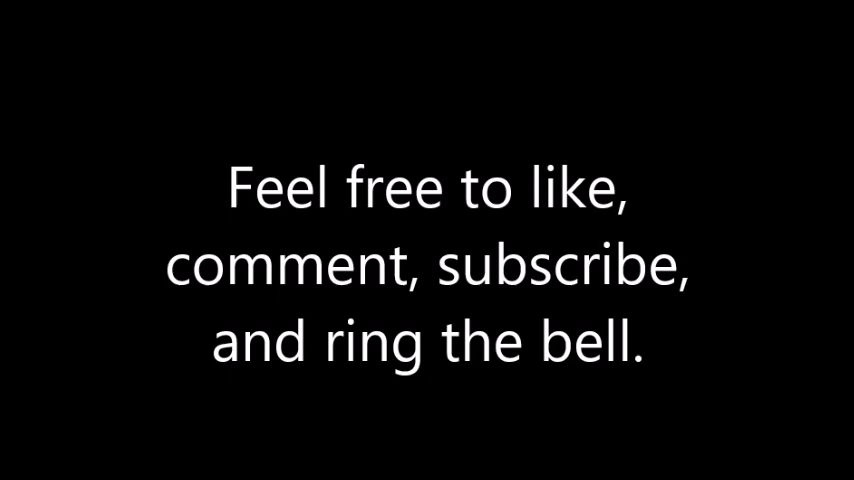 Feel free to like,
comment, subscribe,
and ring the bell.